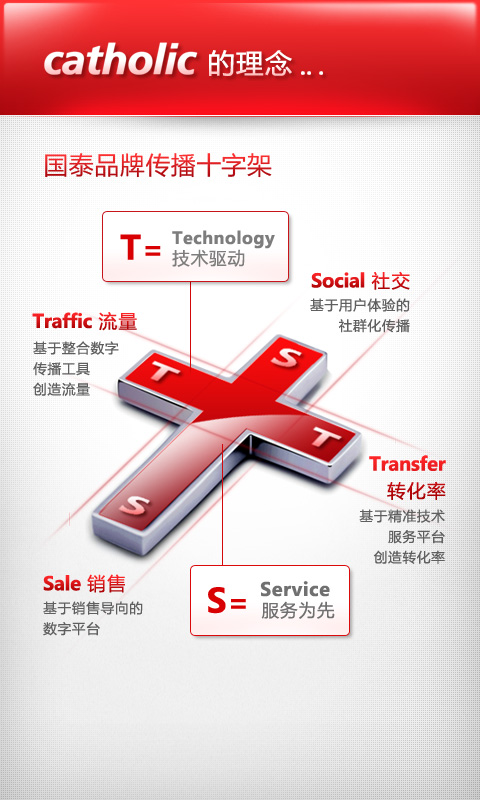 catholic 的理念 ...
国泰品牌传播十字架
T= Technology
技术驱动
Social 社交
基于用户体验的
社群化传播
Traffic 流量
基于整合数字
传播工具
创造流量
T
S
T
S
Transfer
转化率
基于精准技术
服务平台
创造转化率
Sale 销售
基于销售导向的
数字平台
S= Service
服务为先